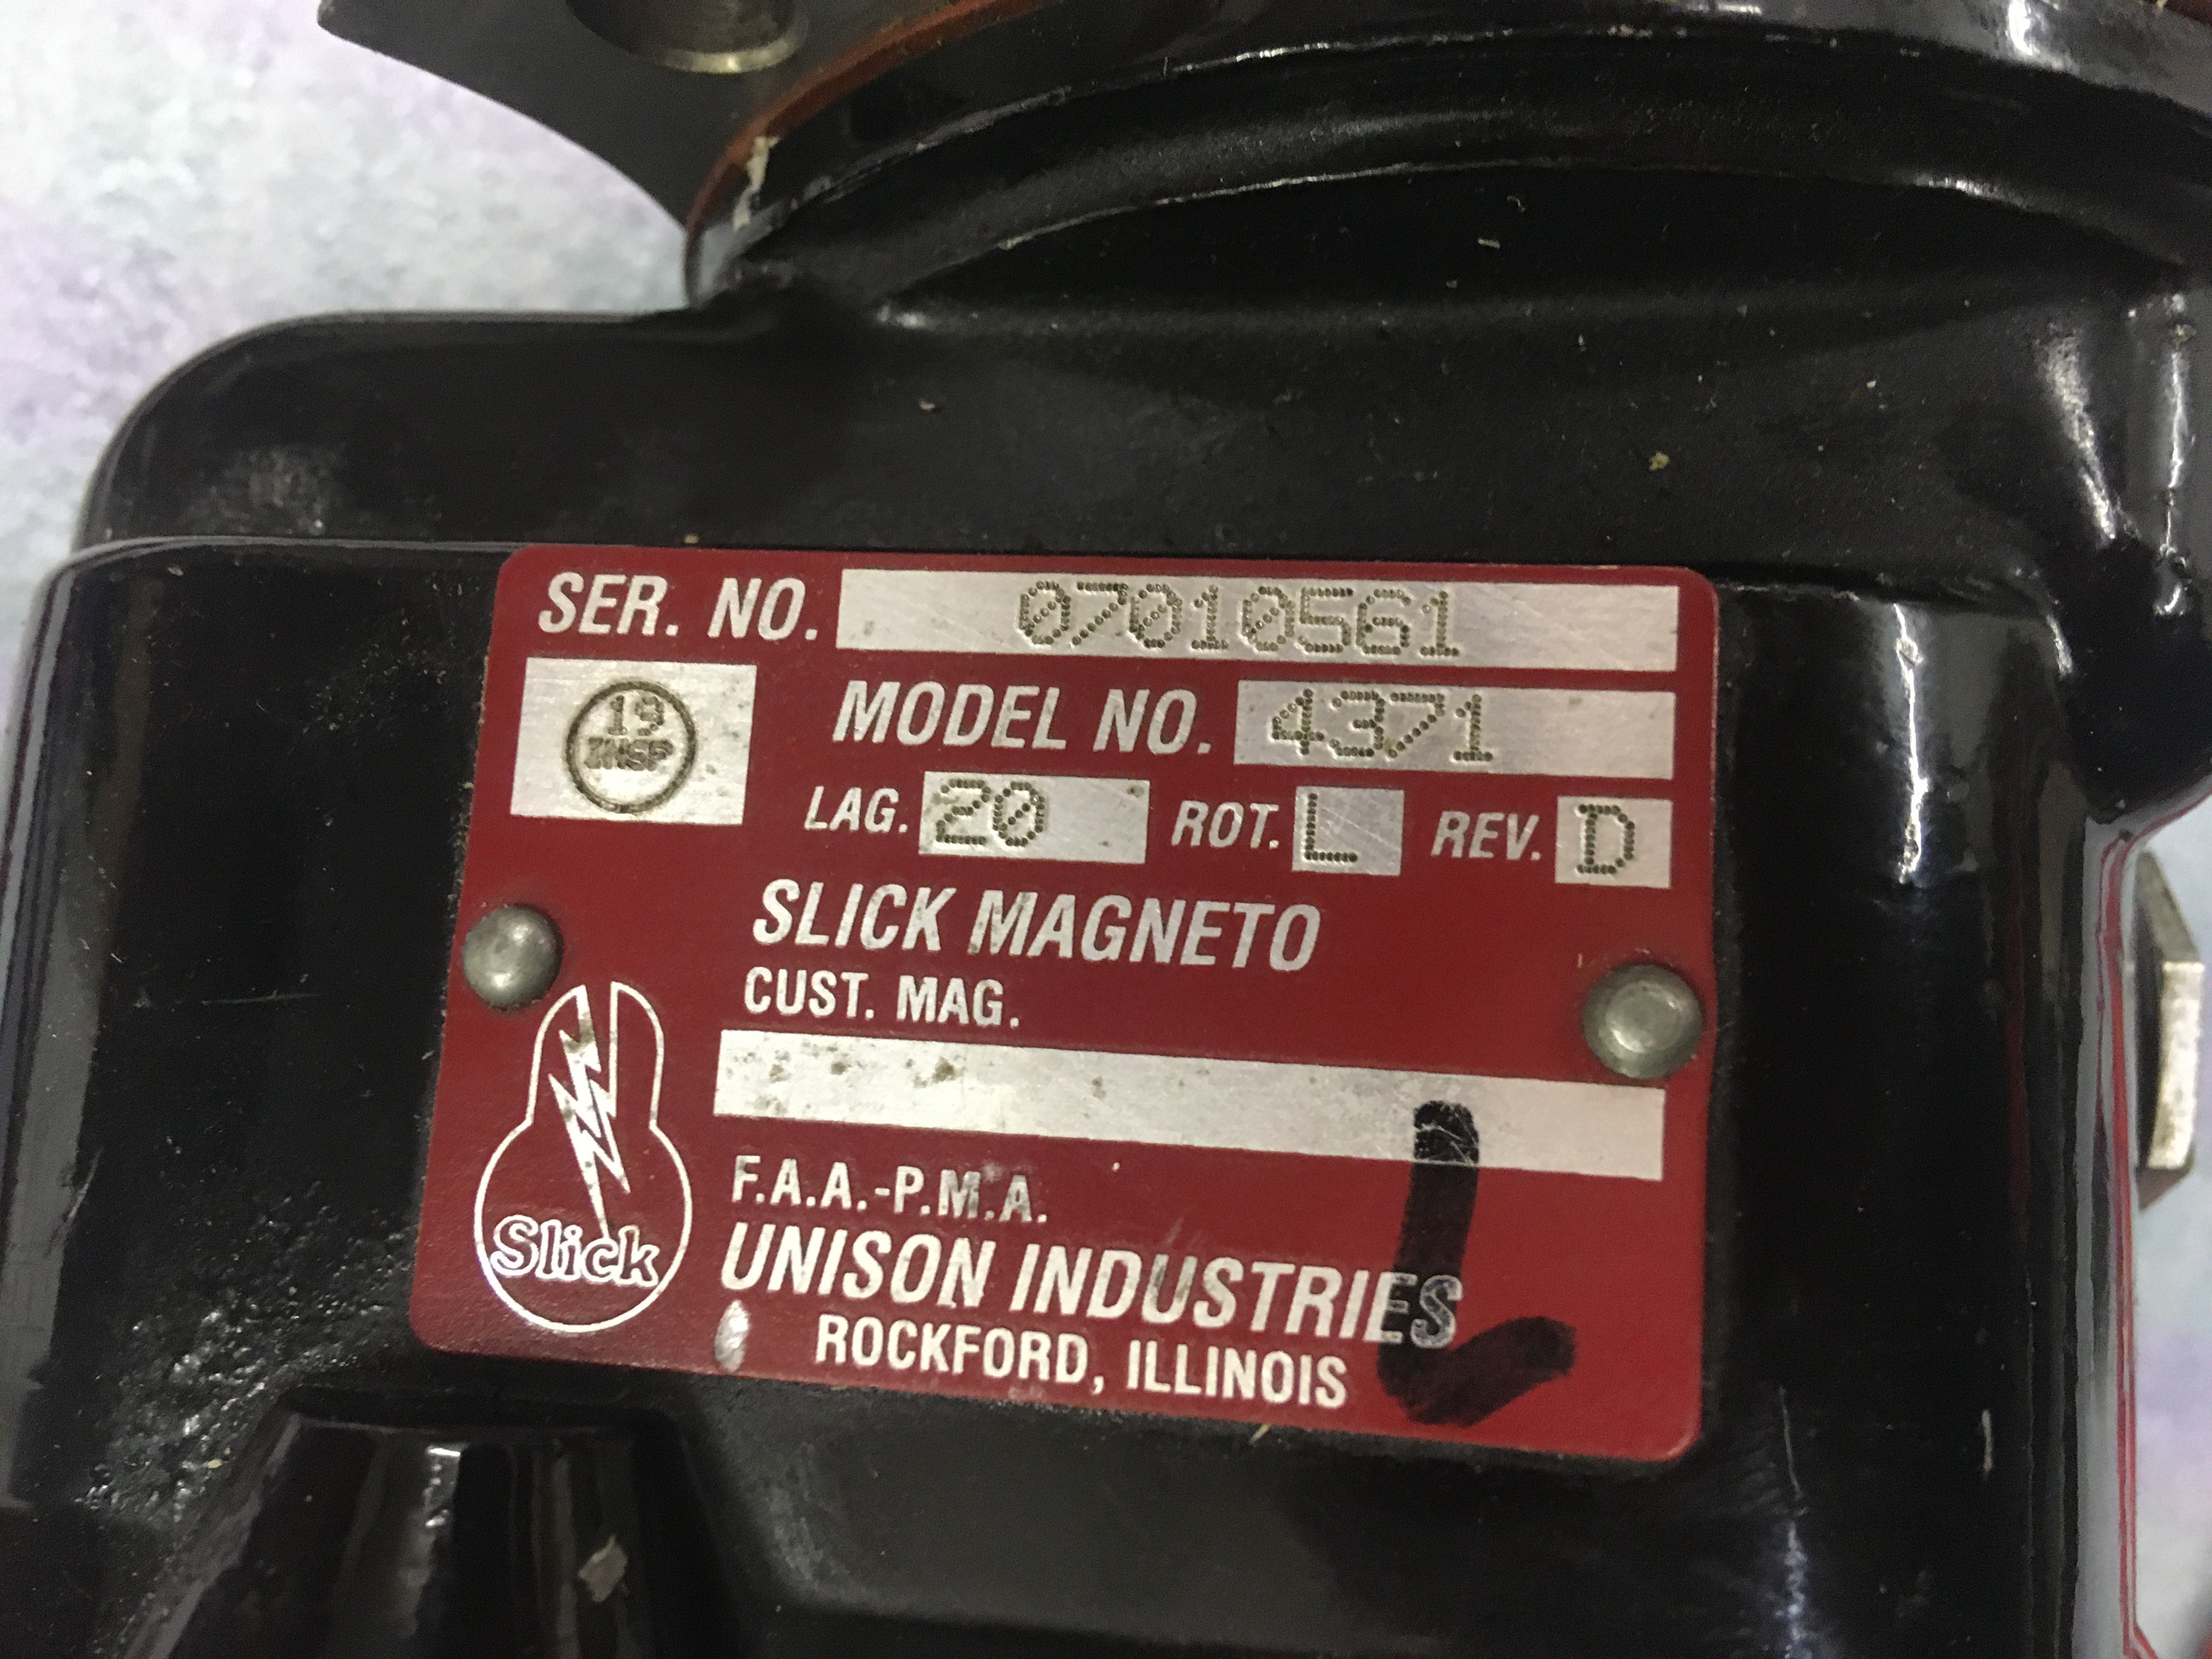 SER. NO. 07010561
19
INSP
MODEL NO. 4371
LAG. 20 ROT. L REV. D
SLICK MAGNETO
CUST. MAG.
L
Slick
F.A.A.-P.M.A.
UNISON INDUSTRIES
ROCKFORD, ILLINOIS